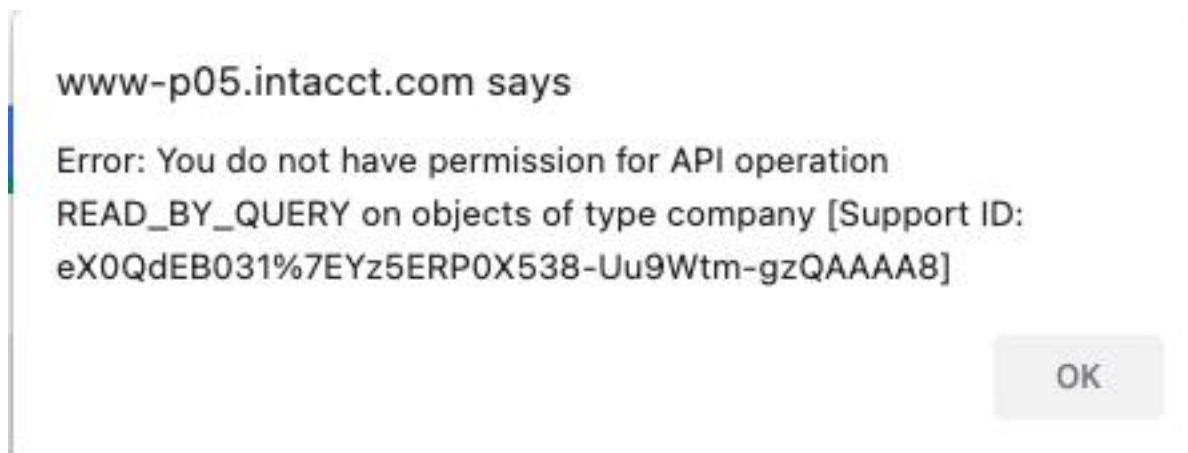 www-p05.intacct.com says
Error: You do not have permission for API operation
READ_BY_QUERY on objects of type company [Support ID:
eX0QdEB031%7EYz5ERP0X538-Uu9Wtm-gzQAAAA8]
OK